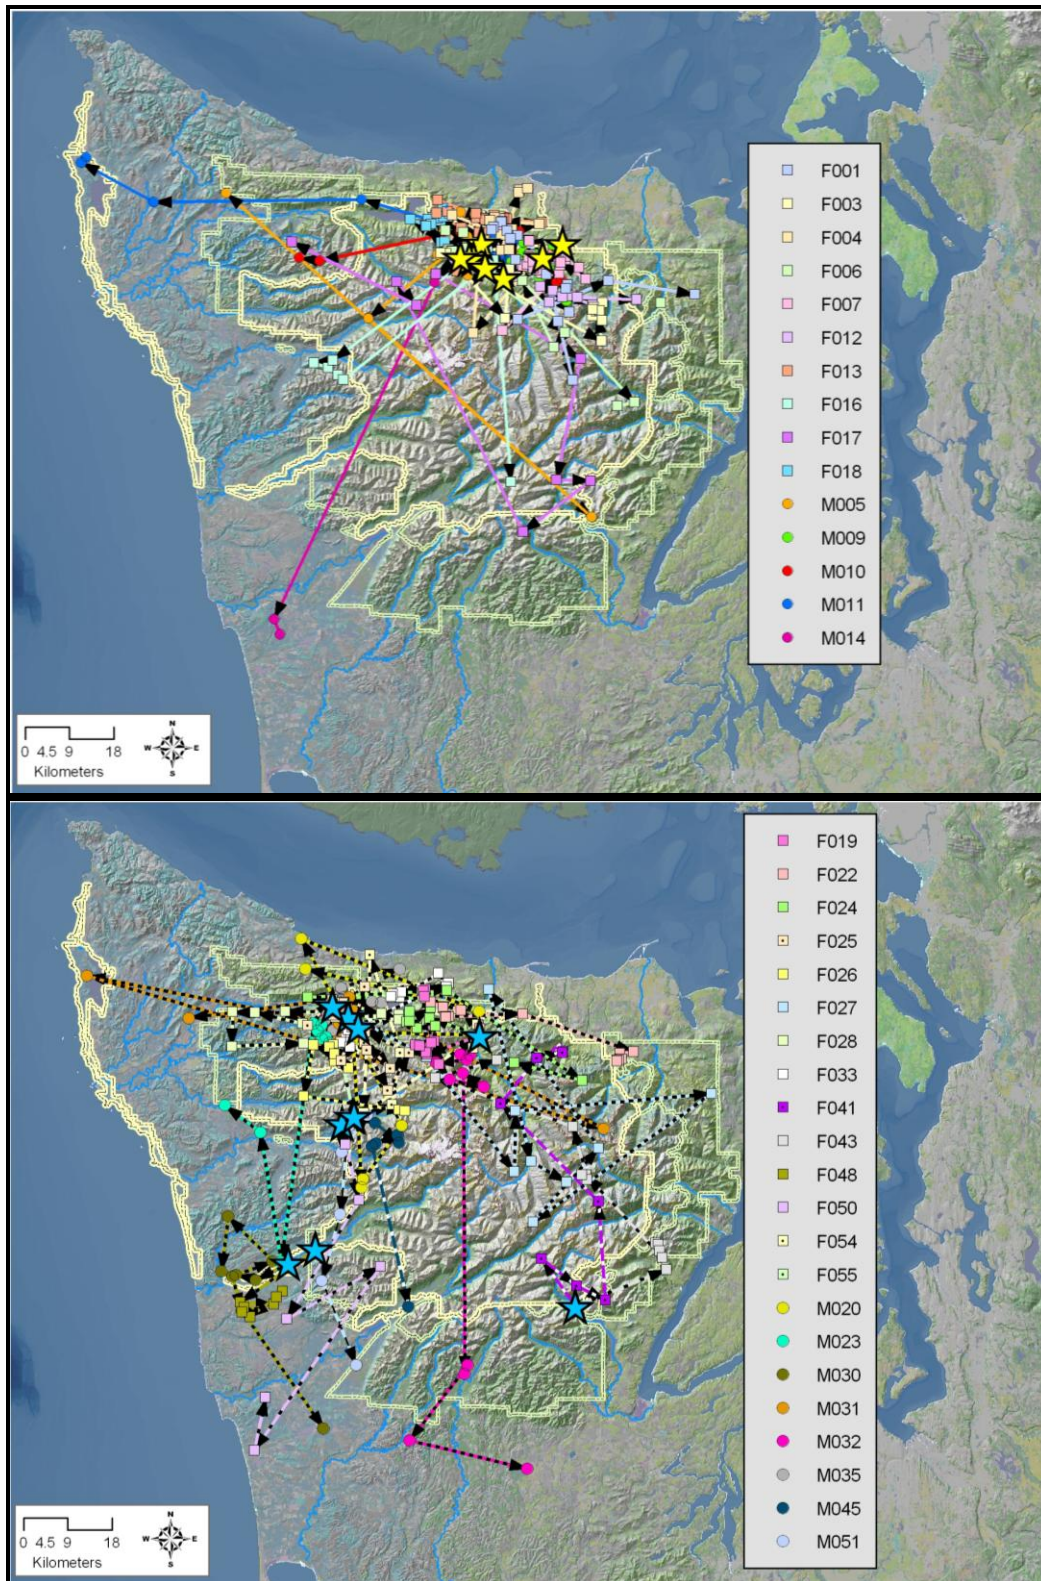 F001
F003
F004
F006
F007
F012
F013
F016
F017
F018
M005
M009
M010
M011
M014
N
W E
S
0 4.5 9 18
Kilometers
F019
F022
F024
F025
F026
F027
F028
F033
F041
F043
F048
F050
F054
F055
M020
M023
M030
M031
M032
M035
M045
M051
N
W E
S
0 4.5 9 18
Kilometers